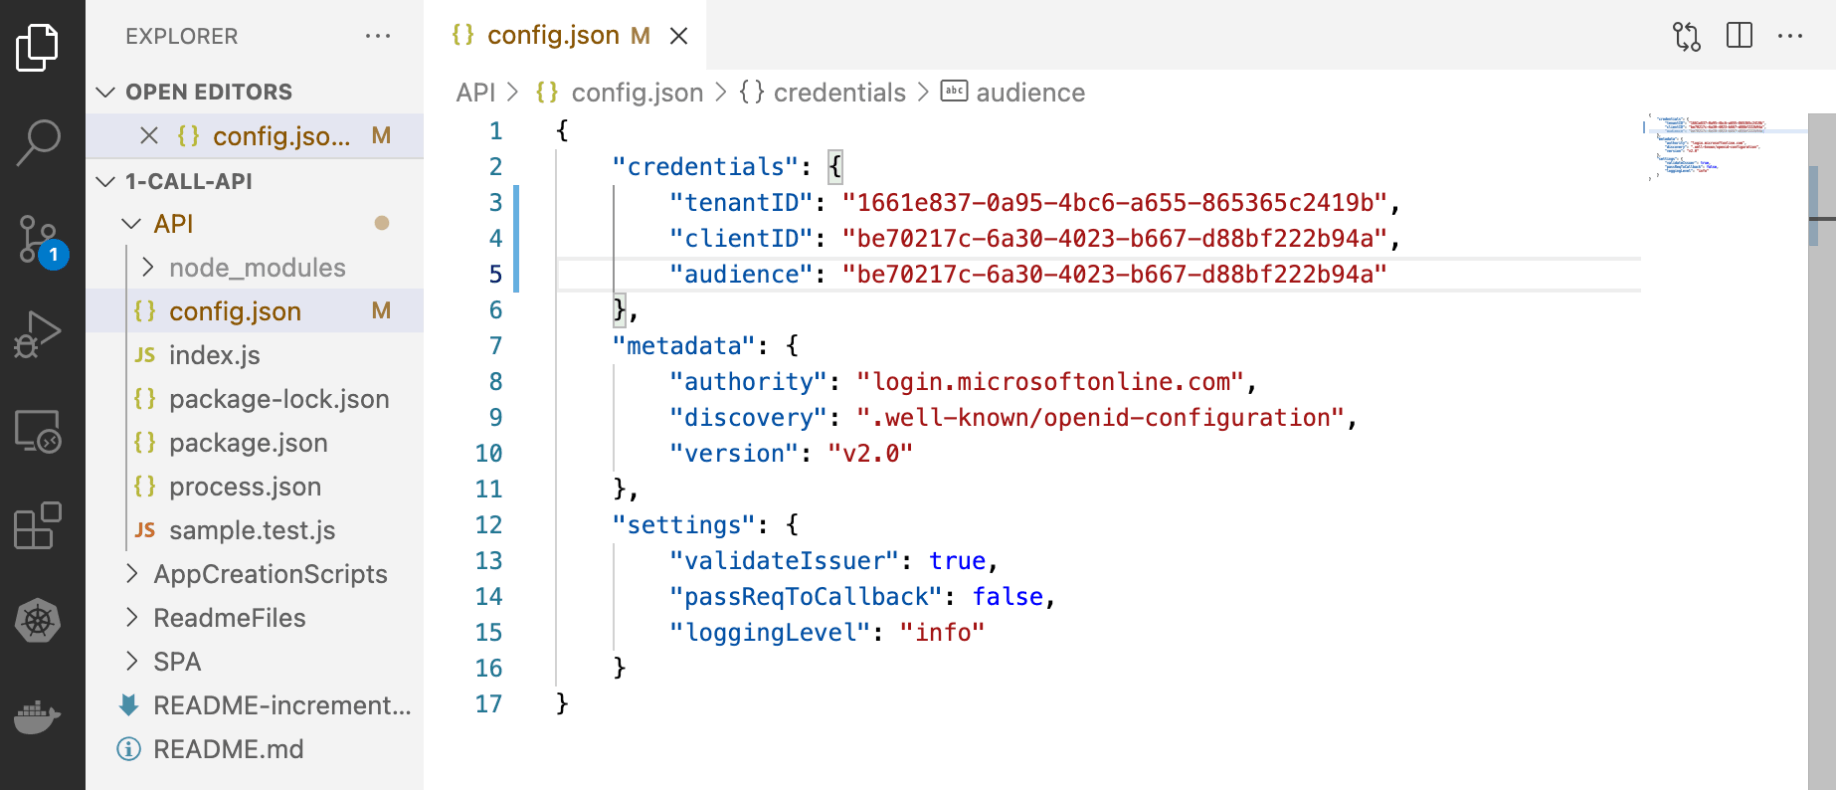 EXPLORER ...
OPEN EDITORS
{} config.jso... M
1-CALL-API
API
node_modules
{} config.json M
JS index.js
{} package-lock.json
{} package.json
{} process.json
JS sample.test.js
AppCreationScripts
ReadmeFiles
SPA
README-increment...
README.md
1
{} config.json M
API > {} config.json > {} credentials > abc audience
1 {
2 "credentials": {
3 "tenantID": "1661e837-0a95-4bc6-a655-865365c2419b",
4 "clientID": "be70217c-6a30-4023-b667-d88bf222b94a",
5 "audience": "be70217c-6a30-4023-b667-d88bf222b94a"
6 },
7 "metadata": {
8 "authority": "login.microsoftonline.com",
9 "discovery": ".well-known/openid-configuration",
10 "version": "v2.0"
11 },
12 "settings": {
13 "validateIssuer": true,
14 "passReqToCallback": false,
15 "loggingLevel": "info"
16 }
17 }